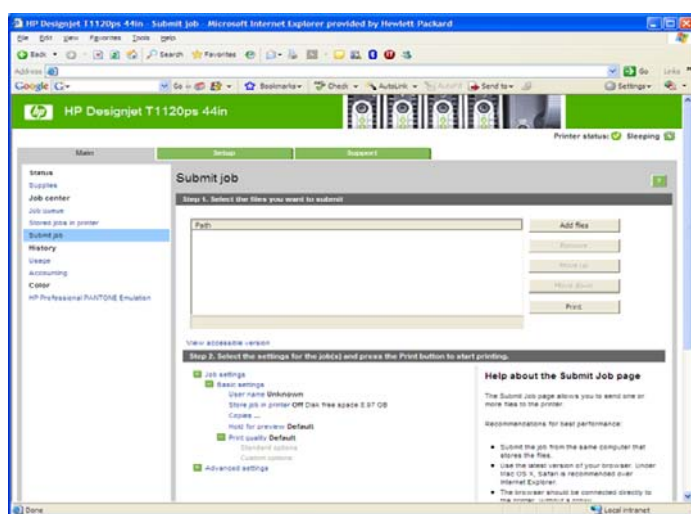 HP Designjet T1120ps 44in - Submit job - Microsoft Internet Explorer provided by Hewlett Packard
File Edit View Favorites Tools Help
Back Search Favorites
Address Go Links
Google Go Bookmarks Check AutoLink AutoFill Send to Settings
hp HP Designjet T1120ps 44in
Printer status: Sleeping
Main Setup Support
Status
Supplies
Job center
Job queue
Stored jobs in printer
Submit job
History
Usage
Accounting
Color
HP Professional PANTONE Emulation
Submit job
?
Step 1. Select the files you want to submit
Path
Add files
Remove
Move up
Move down
Print
View accessible version
Step 2. Select the settings for the job(s) and press the Print button to start printing.
Job settings
Basic settings
User name Unknown
Store job in printer Off Disk free space 5.97 GB
Copies ...
Hold for preview Default
Print quality Default
Standard options
Custom options
Advanced settings
Help about the Submit Job page
The Submit Job page allows you to send one or
more files to the printer.
Recommendations for best performance:
Submit the job from the same computer that
stores the files.
Use the latest version of your browser. Under
Mac OS X, Safari is recommended over
Internet Explorer.
The browser should be connected directly to
the printer, without a proxy.
Done
Local intranet